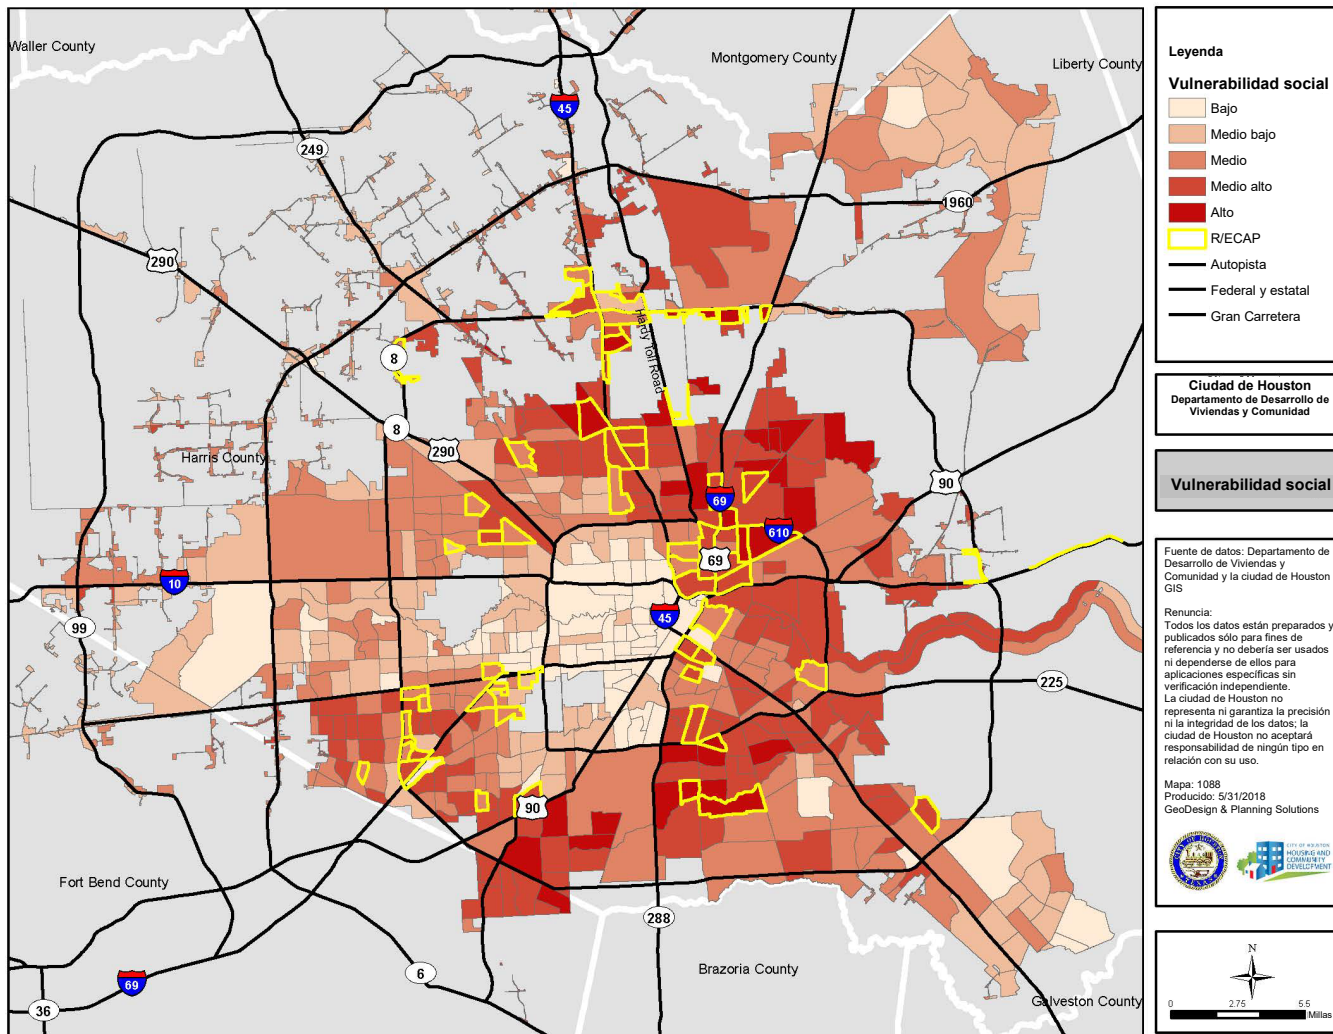 Waller County
Montgomery County
Liberty County
45
249
1960
290
Hardy Toll Road
8
8
290
Harris County
90
69
610
69
10
45
99
225
90
Fort Bend County
288
Brazoria County
6
69
36
Galveston County
Leyenda
Vulnerabilidad social
Bajo
Medio bajo
Medio
Medio alto
Alto
R/ECAP
Autopista
Federal y estatal
Gran Carretera
Ciudad de Houston
Departamento de Desarrollo de
Viviendas y Comunidad
Vulnerabilidad social
Fuente de datos: Departamento de
Desarrollo de Viviendas y
Comunidad y la ciudad de Houston
GIS
Renuncia:
Todos los datos están preparados y
publicados sólo para fines de
referencia y no debería ser usados
ni dependerse de ellos para
aplicaciones específicas sin
verificación independiente.
La ciudad de Houston no
representa ni garantiza la precisión
ni la integridad de los datos; la
ciudad de Houston no aceptará
responsabilidad de ningún tipo en
relación con su uso.
Mapa: 1088
Producido: 5/31/2018
GeoDesign & Planning Solutions
CITY OF HOUSTON
HOUSING AND
COMMUNITY
DEVELOPMENT
N
0 2.75 5.5
Millas